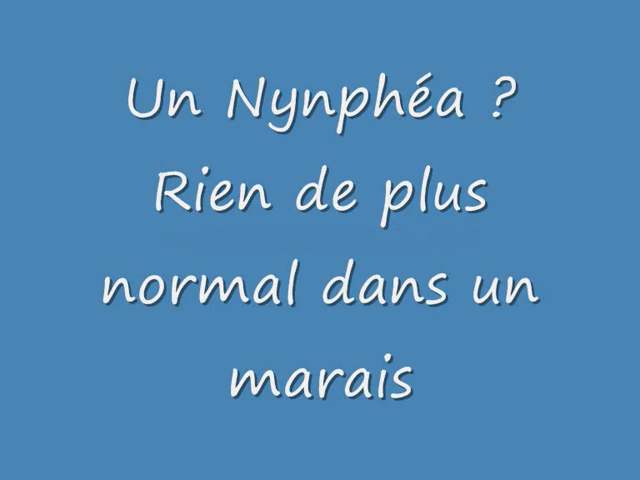 Un Nynphéa ?
Rien de plus
normal dans un
marais